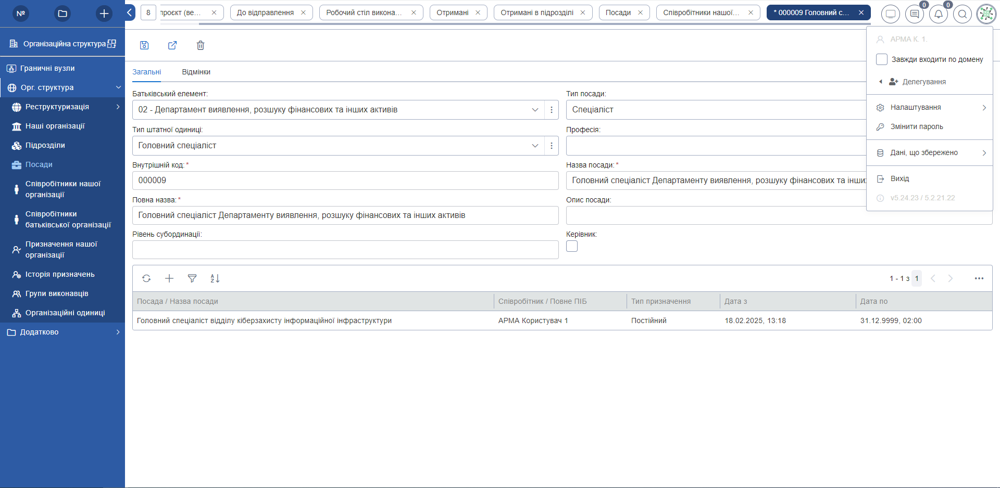 №
8
проєкт (ве...
До відправлення
Робочий стіл викона...
Отримані
Отримані в підрозділі
Посади
Співробітники нашої...
* 000009 Головний с...
0
0
Організаційна структура
Граничні вузли
Орг. структура
Реструктуризація
Наші організації
Підрозділи
Посади
Співробітники нашої
організації
Співробітники
батьківської організації
Призначення нашої
організації
Історія призначень
Групи виконавців
Організаційні одиниці
Додатково
Загальні
Відмінки
Батьківський елемент:
02 - Департамент виявлення, розшуку фінансових та інших активів
Тип посади:
Спеціаліст
Тип штатної одиниці:
Головний спеціаліст
Професія:
Внутрішній код: *
000009
Назва посади: *
Головний спеціаліст Департаменту виявлення, розшуку фінансових та інши
Повна назва: *
Головний спеціаліст Департаменту виявлення, розшуку фінансових та інших активів
Опис посади:
Рівень субординації:
Керівник:
1 - 1 з 1
Посада / Назва посади
Співробітник / Повне ПІБ
Тип призначення
Дата з
Дата по
Головний спеціаліст відділу кіберзахисту інформаційної інфраструктури
АРМА Користувач 1
Постійний
18.02.2025, 13:18
31.12.9999, 02:00
АРМА К. 1.
Завжди входити по домену
Делегування
Налаштування
Змінити пароль
Дані, що збережено
Вихід
v5.24.23 / 5.2.21.22